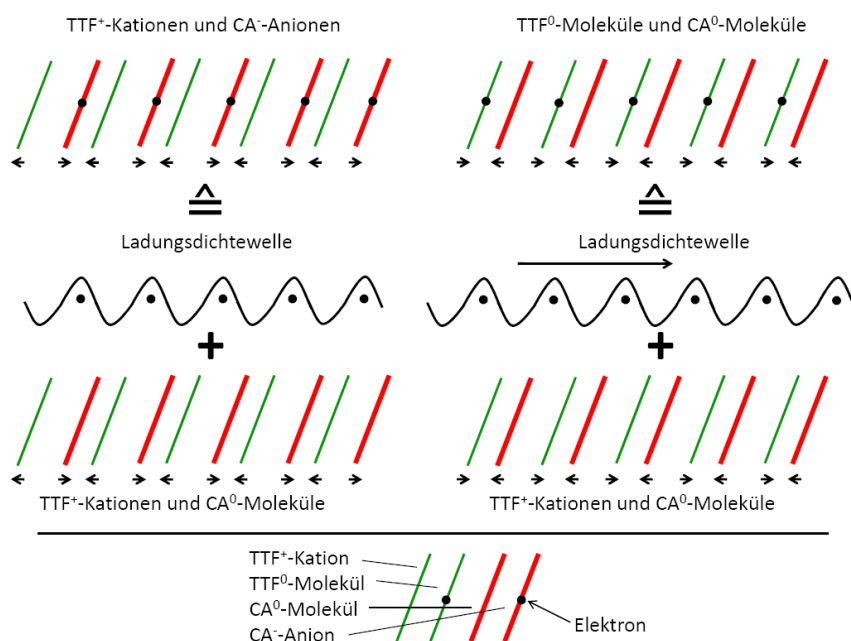 TTF⁺-Kationen und CA⁻-Anionen
TTF⁰-Moleküle und CA⁰-Moleküle
Ladungsdichtewelle
Ladungsdichtewelle
TTF⁺-Kationen und CA⁰-Moleküle
TTF⁺-Kationen und CA⁰-Moleküle
TTF⁺-Kation
TTF⁰-Molekül
CA⁰-Molekül
CA⁻-Anion
Elektron